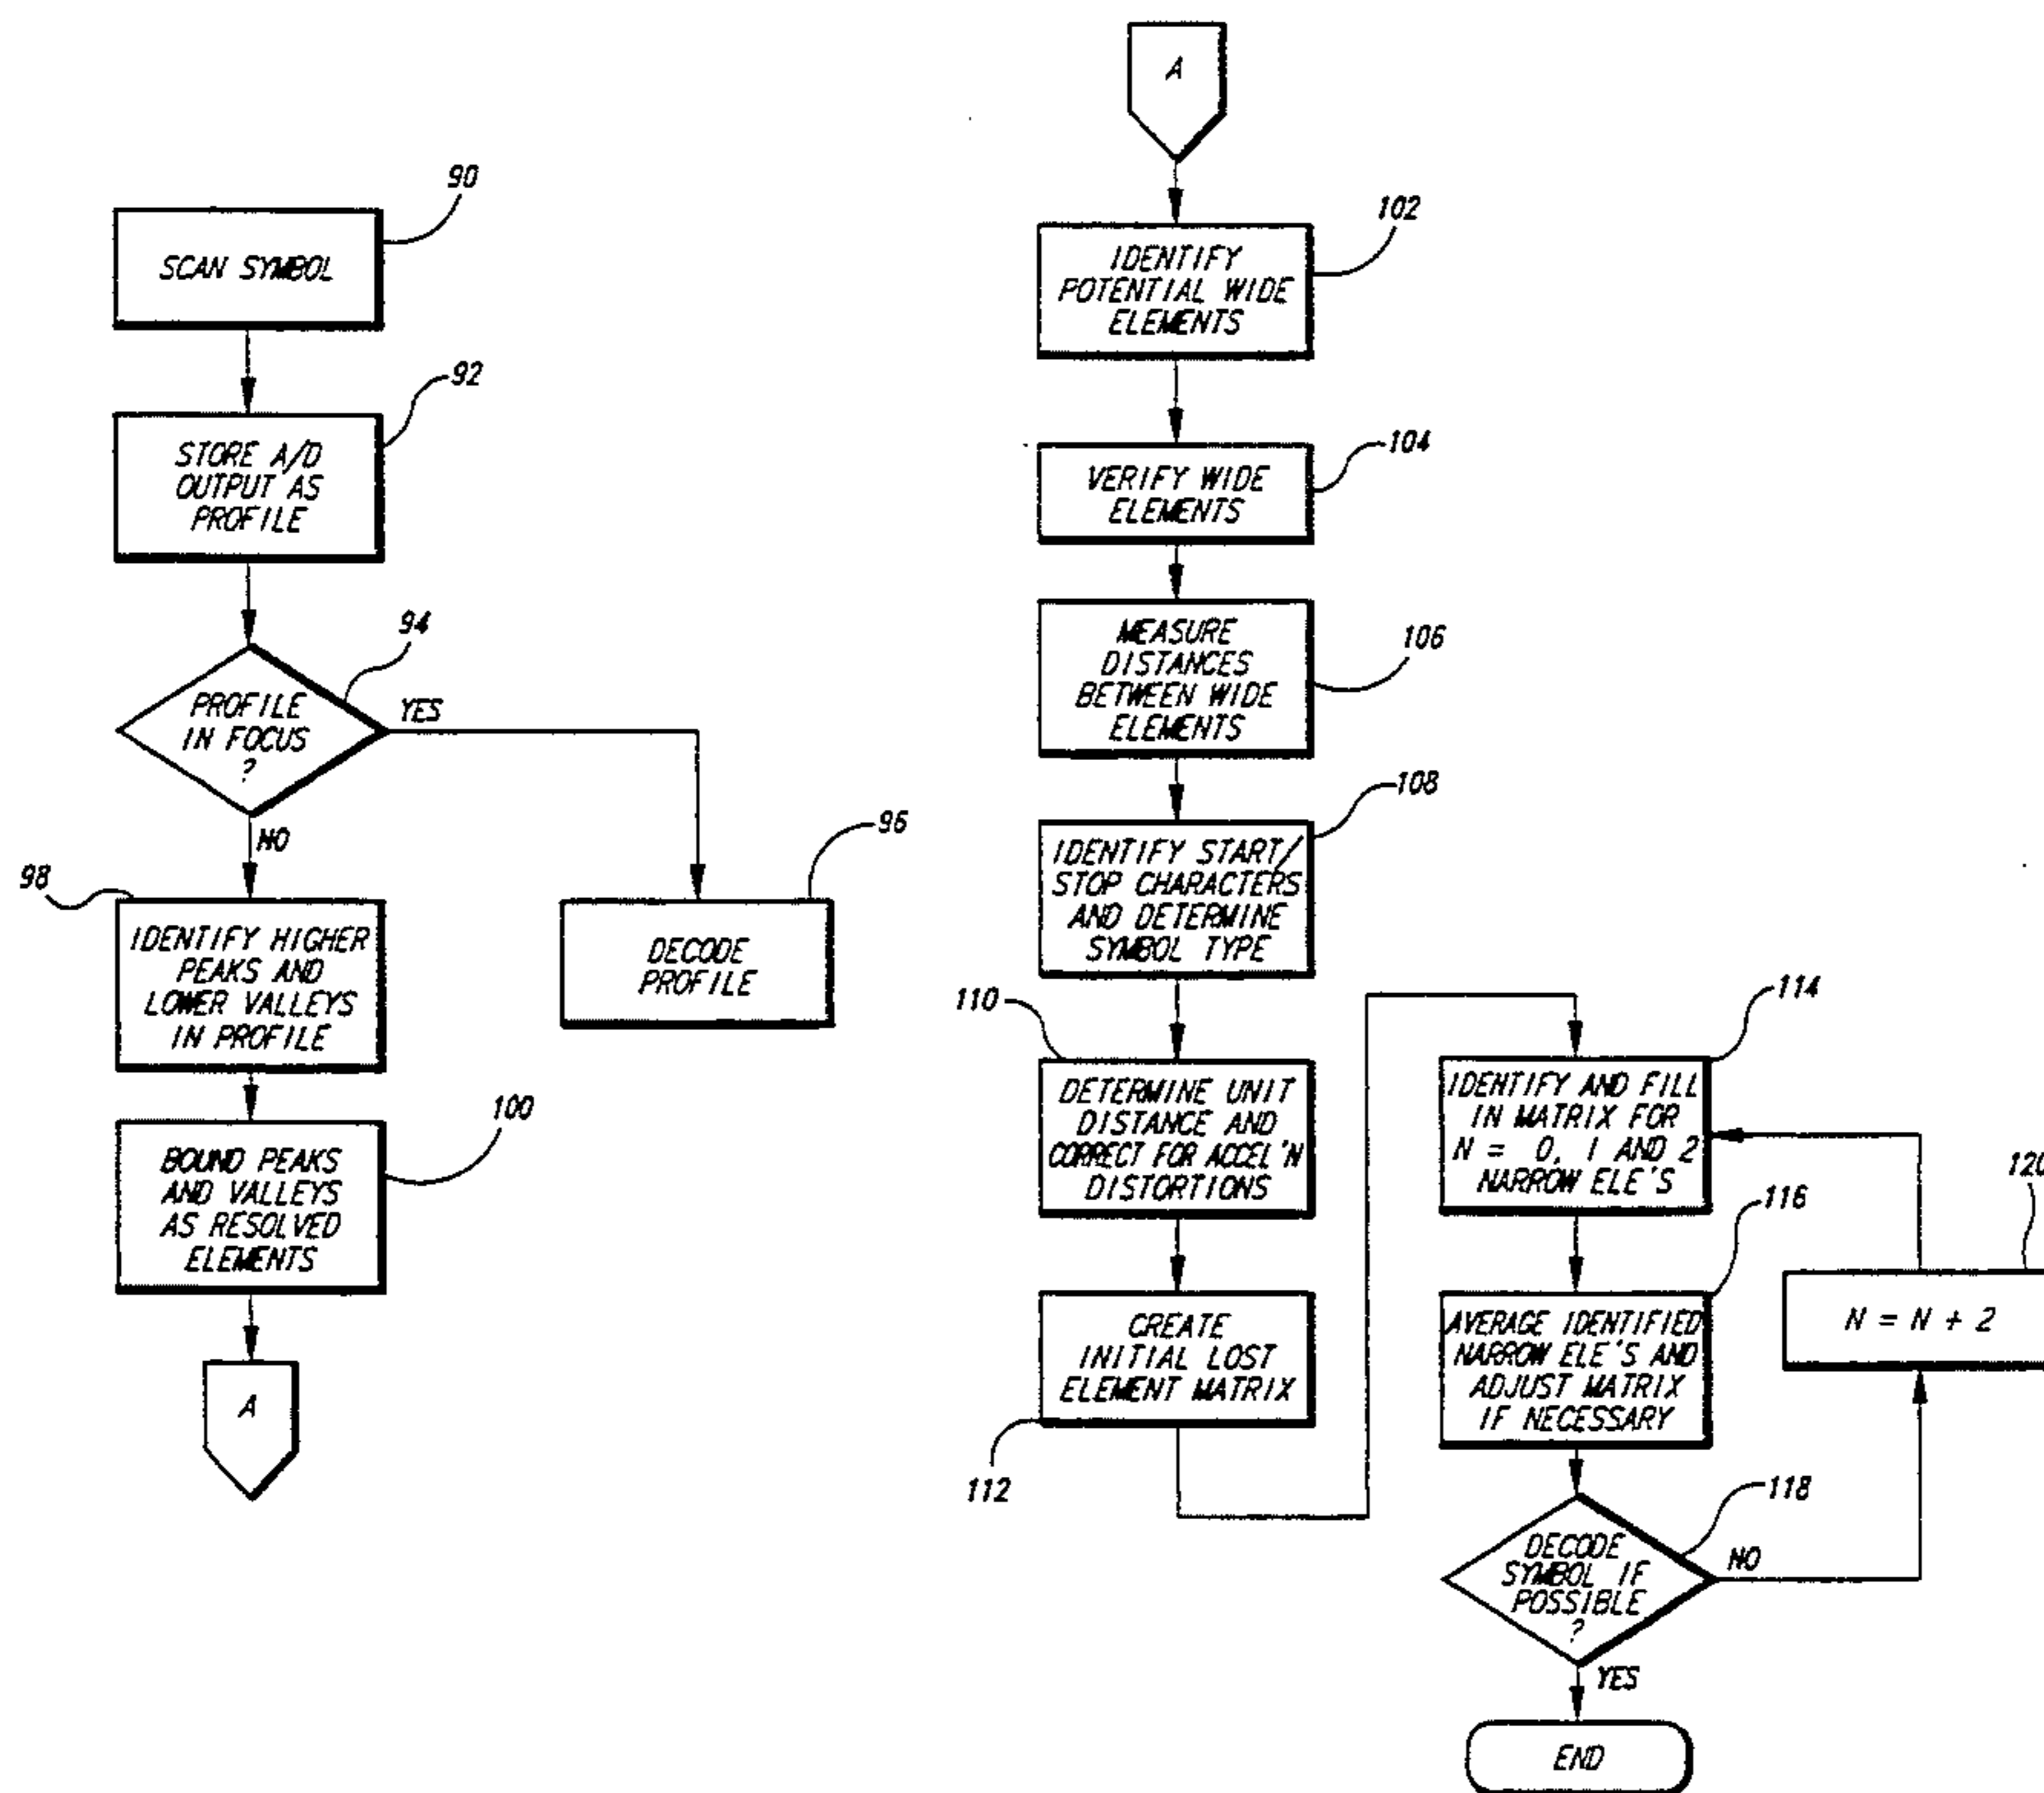 90
SCAN SYMBOL
92
STORE A/D
OUTPUT AS
PROFILE
94
PROFILE
IN FOCUS
?
YES
NO
96
DECODE
PROFILE
98
IDENTIFY HIGHER
PEAKS AND
LOWER VALLEYS
IN PROFILE
100
BOUND PEAKS
AND VALLEYS
AS RESOLVED
ELEMENTS
A
A
102
IDENTIFY
POTENTIAL WIDE
ELEMENTS
104
VERIFY WIDE
ELEMENTS
106
MEASURE
DISTANCES
BETWEEN WIDE
ELEMENTS
108
IDENTIFY START/
STOP CHARACTERS
AND DETERMINE
SYMBOL TYPE
110
DETERMINE UNIT
DISTANCE AND
CORRECT FOR ACCEL'N
DISTORTIONS
CREATE
INITIAL LOST
ELEMENT MATRIX
112
114
IDENTIFY AND FILL
IN MATRIX FOR
N = 0, 1 AND 2
NARROW ELE'S
116
AVERAGE IDENTIFIED
NARROW ELE'S AND
ADJUST MATRIX
IF NECESSARY
118
DECODE
SYMBOL IF
POSSIBLE
?
NO
YES
120
N = N + 2
END